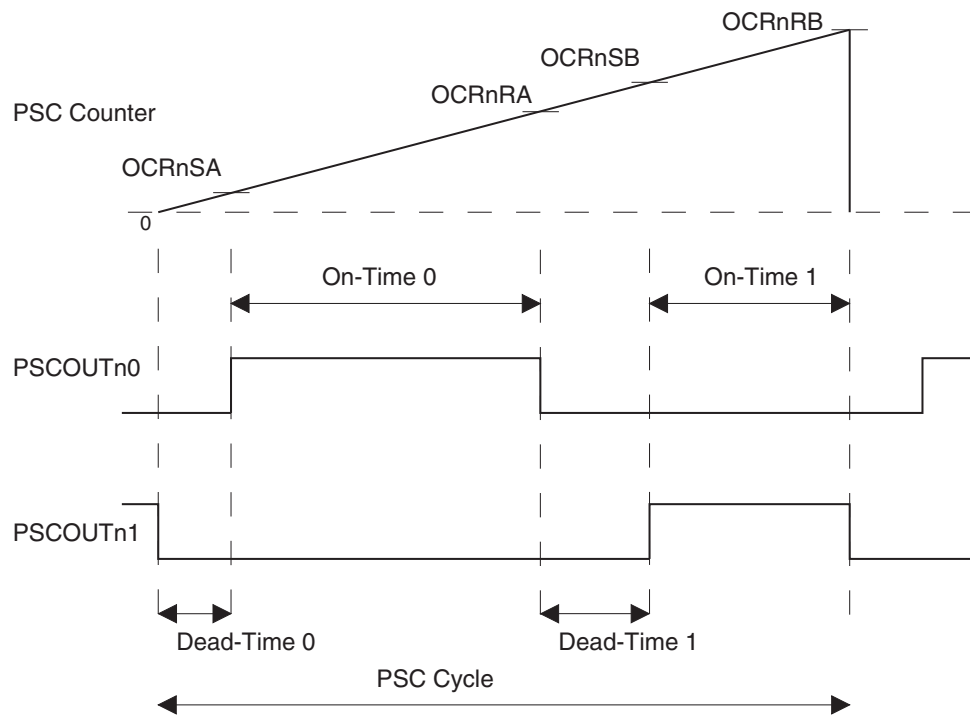 OCRnRB
OCRnSB
OCRnRA
PSC Counter
OCRnSA
0
On-Time 0
On-Time 1
PSCOUTn0
PSCOUTn1
Dead-Time 0
Dead-Time 1
PSC Cycle